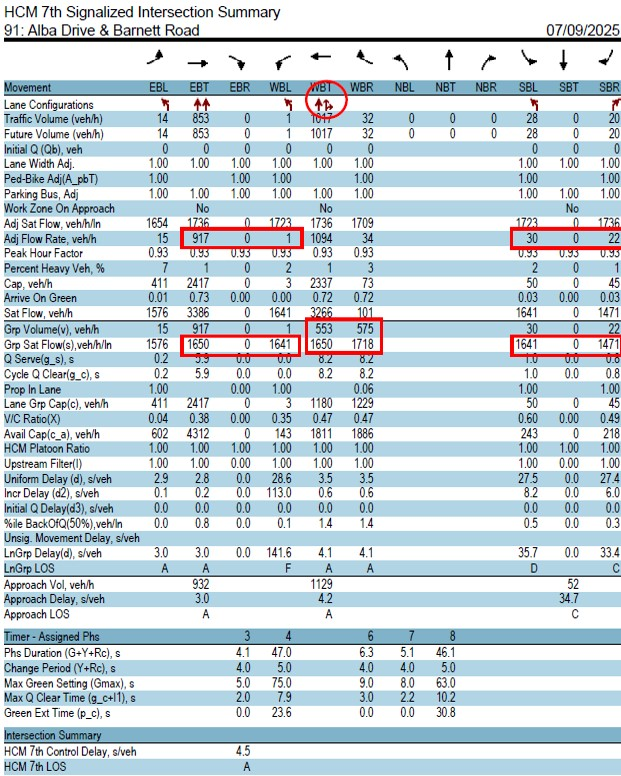 HCM 7th Signalized Intersection Summary
91: Alba Drive & Barnett Road 07/09/2025
Movement EBL EBT EBR WBL WBT WBR NBL NBT NBR SBL SBT SBR
Lane Configurations
Traffic Volume (veh/h) 14 853 0 1 1017 32 0 0 0 28 0 20
Future Volume (veh/h) 14 853 0 1 1017 32 0 0 0 28 0 20
Initial Q (Qb), veh 0 0 0 0 0 0 0 0 0
Lane Width Adj. 1.00 1.00 1.00 1.00 1.00 1.00 1.00 1.00 1.00
Ped-Bike Adj(A_pbT) 1.00 1.00 1.00 1.00 1.00 1.00
Parking Bus, Adj 1.00 1.00 1.00 1.00 1.00 1.00 1.00 1.00 1.00
Work Zone On Approach No No No
Adj Sat Flow, veh/h/ln 1654 1736 0 1723 1736 1709 1723 0 1736
Adj Flow Rate, veh/h 15 917 0 1 1094 34 30 0 22
Peak Hour Factor 0.93 0.93 0.93 0.93 0.93 0.93 0.93 0.93 0.93
Percent Heavy Veh, % 7 1 0 2 1 3 2 0 1
Cap, veh/h 411 2417 0 3 2337 73 50 0 45
Arrive On Green 0.01 0.73 0.00 0.00 0.72 0.72 0.03 0.00 0.03
Sat Flow, veh/h 1576 3386 0 1641 3266 101 1641 0 1471
Grp Volume(v), veh/h 15 917 0 1 553 575 30 0 22
Grp Sat Flow(s),veh/h/ln 1576 1650 0 1641 1650 1718 1641 0 1471
Q Serve(g_s), s 0.2 5.9 0.0 0.0 8.2 8.2 1.0 0.0 0.8
Cycle Q Clear(g_c), s 0.2 5.9 0.0 0.0 8.2 8.2 1.0 0.0 0.8
Prop In Lane 1.00 0.00 1.00 0.06 1.00 1.00
Lane Grp Cap(c), veh/h 411 2417 0 3 1180 1229 50 0 45
V/C Ratio(X) 0.04 0.38 0.00 0.35 0.47 0.47 0.60 0.00 0.49
Avail Cap(c_a), veh/h 602 4312 0 143 1811 1886 243 0 218
HCM Platoon Ratio 1.00 1.00 1.00 1.00 1.00 1.00 1.00 1.00 1.00
Upstream Filter(I) 1.00 1.00 0.00 1.00 1.00 1.00 1.00 0.00 1.00
Uniform Delay (d), s/veh 2.9 2.8 0.0 28.6 3.5 3.5 27.5 0.0 27.4
Incr Delay (d2), s/veh 0.1 0.2 0.0 113.0 0.6 0.6 8.2 0.0 6.0
Initial Q Delay(d3), s/veh 0.0 0.0 0.0 0.0 0.0 0.0 0.0 0.0 0.0
%ile BackOfQ(50%),veh/ln 0.0 0.8 0.0 0.1 1.4 1.4 0.5 0.0 0.3
Unsig. Movement Delay, s/veh
LnGrp Delay(d), s/veh 3.0 3.0 0.0 141.6 4.1 4.1 35.7 0.0 33.4
LnGrp LOS A A F A A D C
Approach Vol, veh/h 932 1129 52
Approach Delay, s/veh 3.0 4.2 34.7
Approach LOS A A C
Timer - Assigned Phs 3 4 6 7 8
Phs Duration (G+Y+Rc), s 4.1 47.0 6.3 5.1 46.1
Change Period (Y+Rc), s 4.0 5.0 4.0 4.0 5.0
Max Green Setting (Gmax), s 5.0 75.0 9.0 8.0 63.0
Max Q Clear Time (g_c+I1), s 2.0 7.9 3.0 2.2 10.2
Green Ext Time (p_c), s 0.0 23.6 0.0 0.0 30.8
Intersection Summary
HCM 7th Control Delay, s/veh 4.5
HCM 7th LOS A